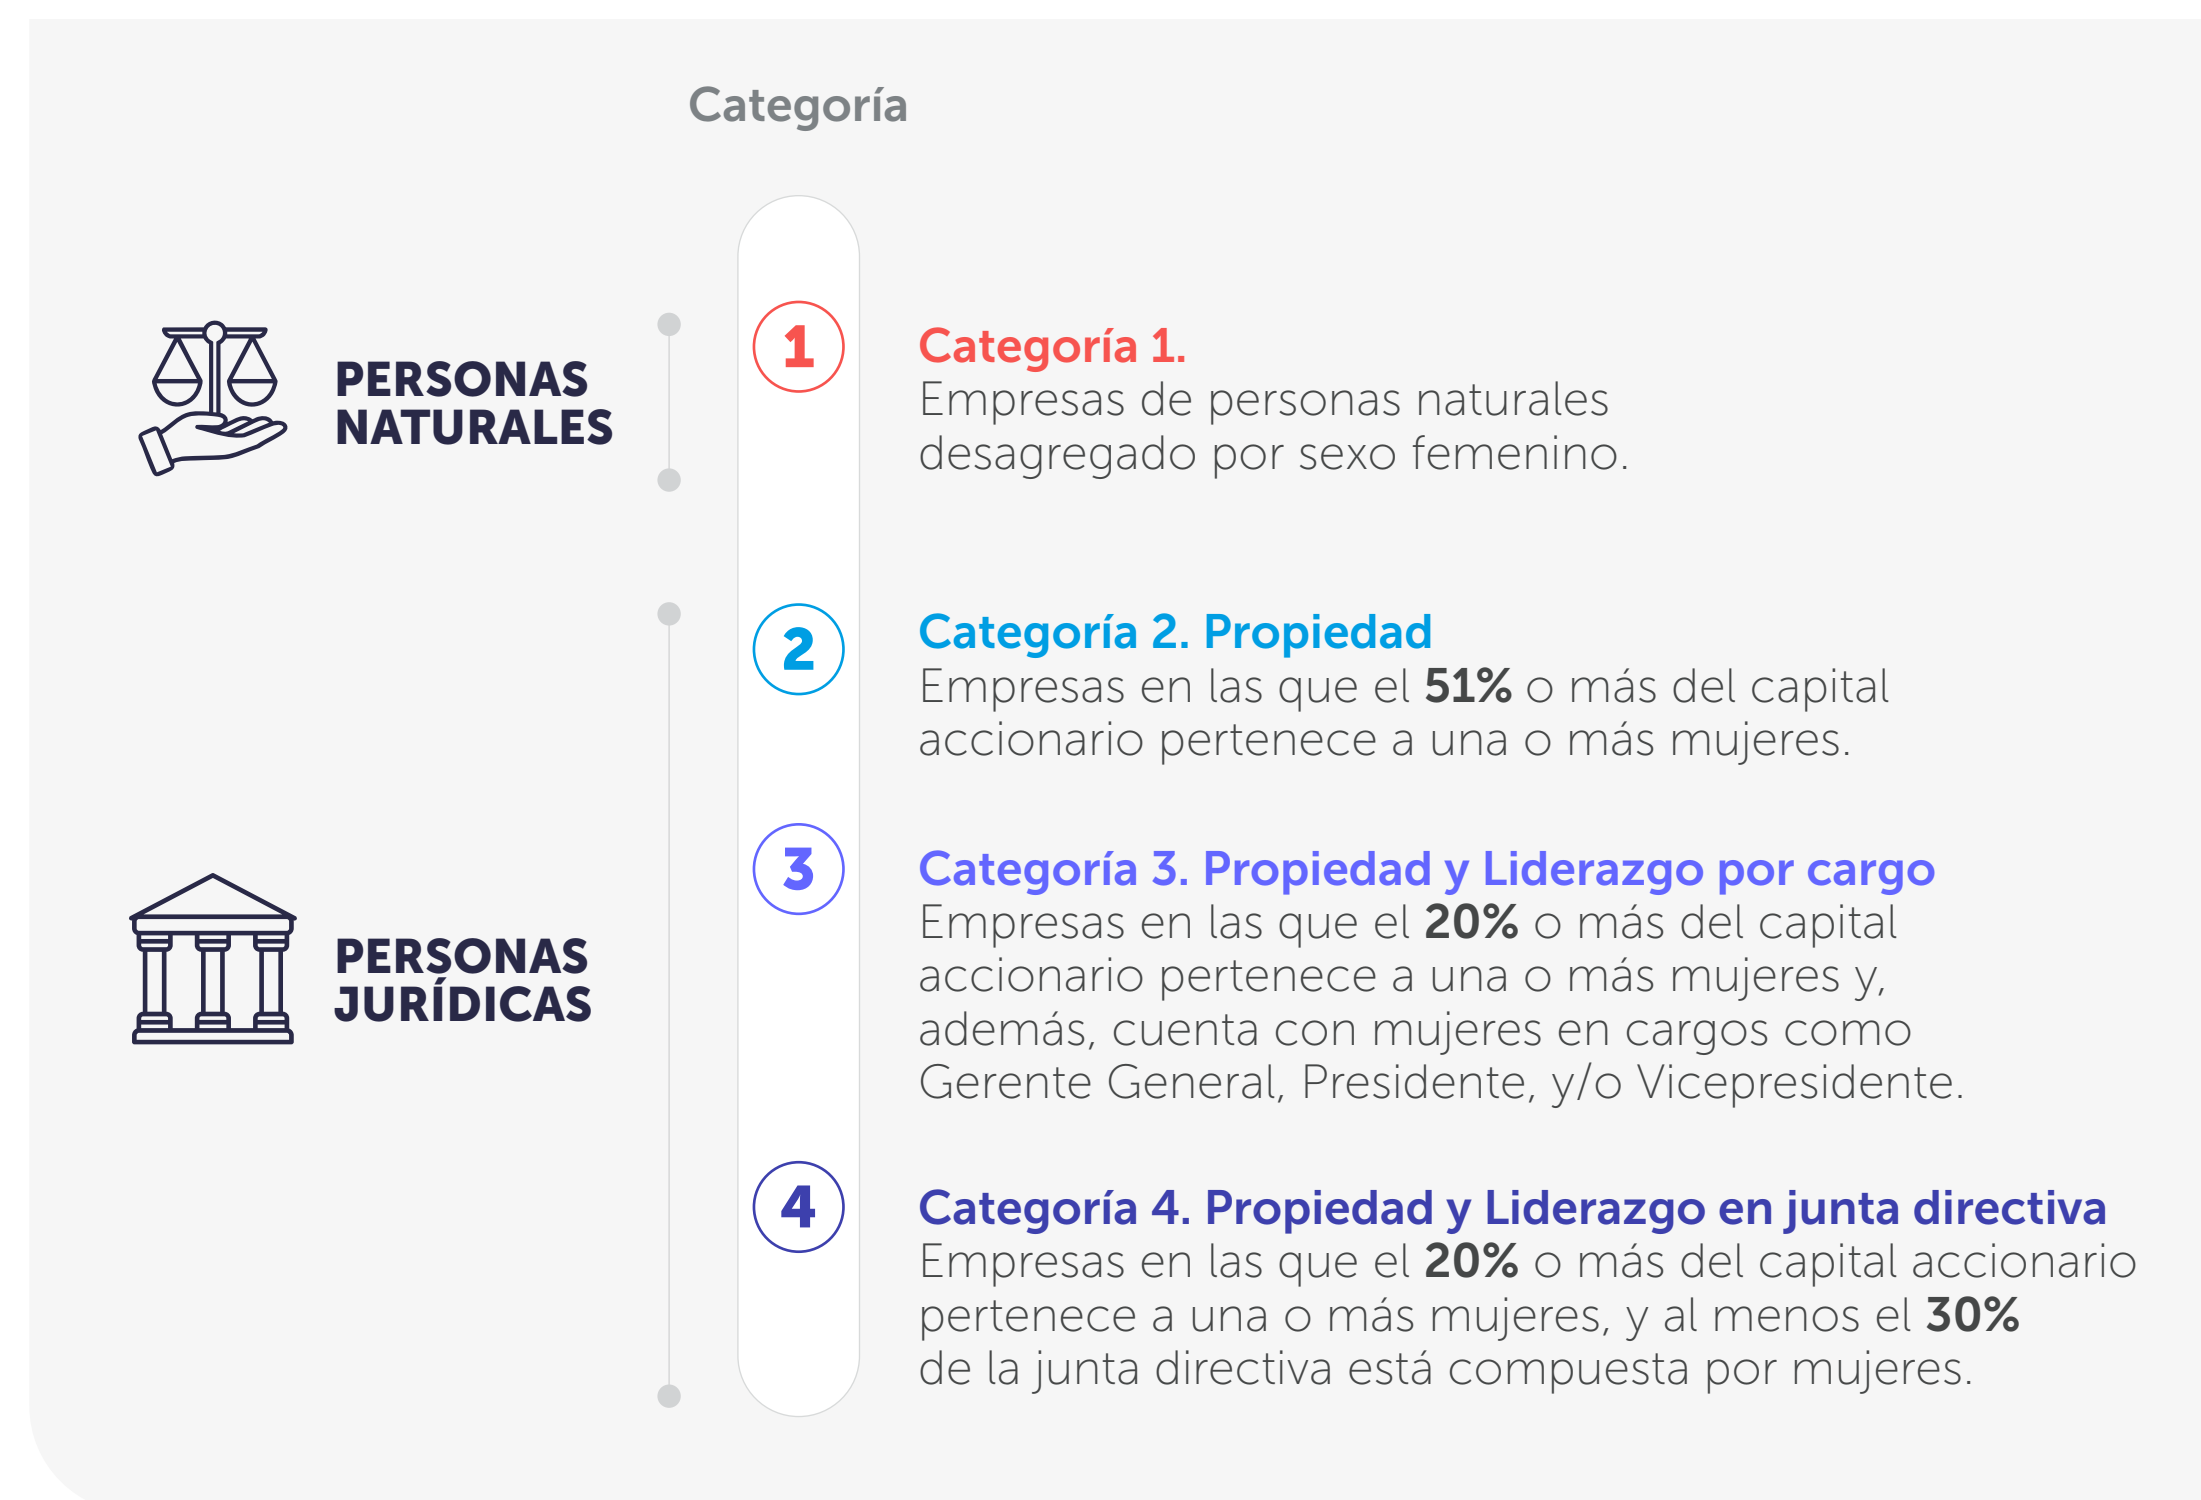 Categoría
PERSONAS
NATURALES
1
Categoría 1.
Empresas de personas naturales
desagregado por sexo femenino.
PERSONAS
JURÍDICAS
2
Categoría 2. Propiedad
Empresas en las que el 51% o más del capital
accionario pertenece a una o más mujeres.
3
Categoría 3. Propiedad y Liderazgo por cargo
Empresas en las que el 20% o más del capital
accionario pertenece a una o más mujeres y,
además, cuenta con mujeres en cargos como
Gerente General, Presidente, y/o Vicepresidente.
4
Categoría 4. Propiedad y Liderazgo en junta directiva
Empresas en las que el 20% o más del capital accionario
pertenece a una o más mujeres, y al menos el 30%
de la junta directiva está compuesta por mujeres.